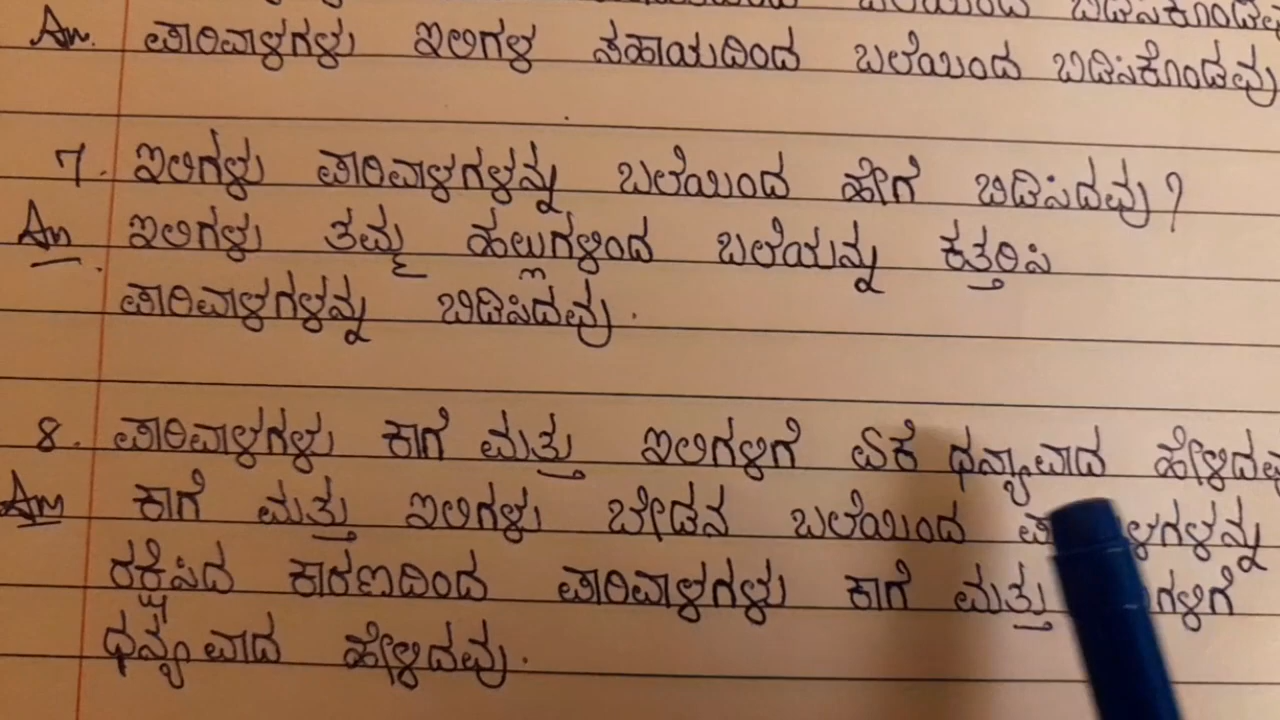 Ans. ಪಾರಿವಾಳಗಳು ಇಲಿಗಳ ಸಹಾಯದಿಂದ ಬಲೆಯಿಂದ ಬಿಡಿಸಿಕೊಂಡವು
7. ಇಲಿಗಳು ಪಾರಿವಾಳಗಳನ್ನು ಬಲೆಯಿಂದ ಹೇಗೆ ಬಿಡಿಸಿದವು?
Ans. ಇಲಿಗಳು ತಮ್ಮ ಹಲ್ಲುಗಳಿಂದ ಬಲೆಯನ್ನು ಕತ್ತರಿಸಿ
ಪಾರಿವಾಳಗಳನ್ನು ಬಿಡಿಸಿದವು.
8. ಪಾರಿವಾಳಗಳು ಕಾಗೆ ಮತ್ತು ಇಲಿಗಳಿಗೆ ಏಕೆ ಧನ್ಯವಾದ ಹೇಳಿದವು
Ans ಕಾಗೆ ಮತ್ತು ಇಲಿಗಳು ಬೇಡನ ಬಲೆಯಿಂದ
ರಕ್ಷಿಸಿದ ಕಾರಣದಿಂದ ಪಾರಿವಾಳಗಳು ಕಾಗೆ ಮತ್ತು
ಧನ್ಯವಾದ ಹೇಳಿದವು.